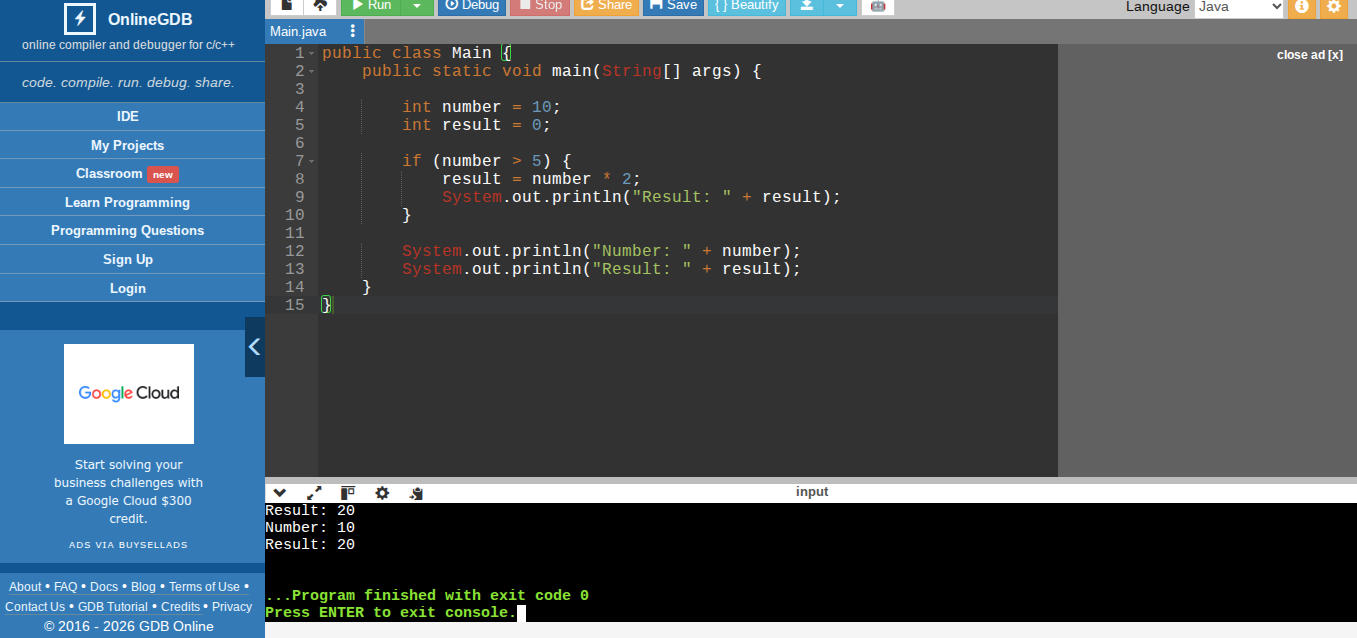 OnlineGDB
online compiler and debugger for c/c++
code. compile. run. debug. share.
IDE
My Projects
Classroom new
Learn Programming
Programming Questions
Sign Up
Login
Google Cloud
Start solving your
business challenges with
a Google Cloud $300
credit.
ADS VIA BUYSELLADS
About • FAQ • Docs • Blog • Terms of Use •
Contact Us • GDB Tutorial • Credits • Privacy
© 2016 - 2026 GDB Online
Run Debug Stop Share Save { } Beautify Language Java
Main.java
close ad [x]
1 public class Main {
2     public static void main(String[] args) {
3
4         int number = 10;
5         int result = 0;
6
7         if (number > 5) {
8             result = number * 2;
9             System.out.println("Result: " + result);
10         }
11
12         System.out.println("Number: " + number);
13         System.out.println("Result: " + result);
14     }
15 }
input
Result: 20
Number: 10
Result: 20
...Program finished with exit code 0
Press ENTER to exit console.